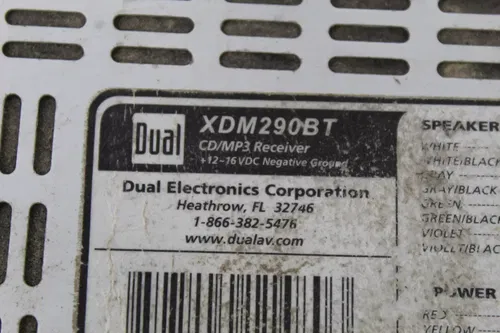 Dual
XDM290BT
CD/MP3 Receiver
+12-16VDC Negative Ground
Dual Electronics Corporation
Heathrow, FL 32746
1-866-382-5476
www.dualav.com
SPEAKER
WHITE
WHITE/BLACK
GRAY
GRAY/BLACK
GREEN
GREEN/BLACK
VIOLET
VIOLET/BLAC
POWER
RED
YELLOW